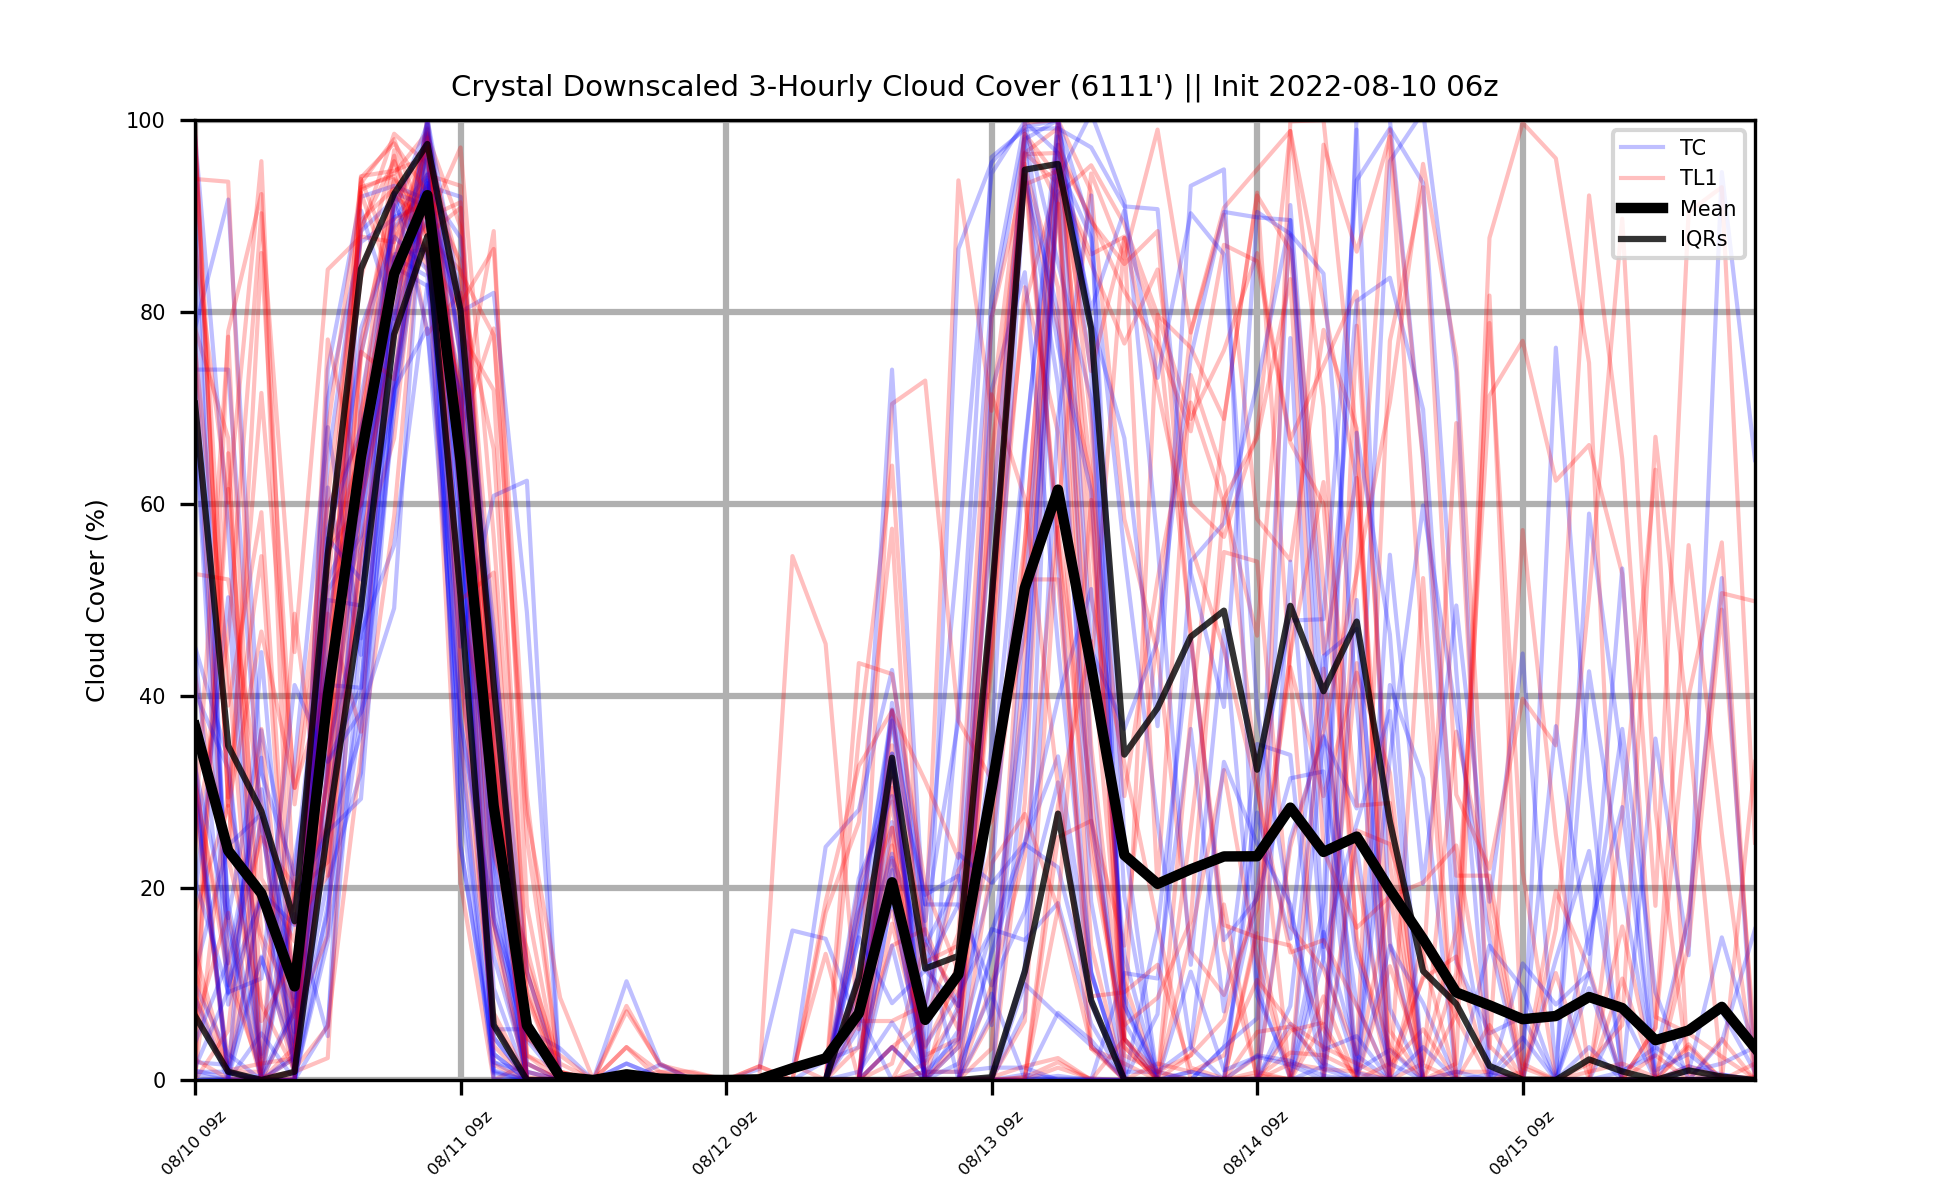 Crystal Downscaled 3-Hourly Cloud Cover (6111') || Init 2022-08-10 06z
100
80
60
40
20
0
Cloud Cover (%)
TC
TL1
Mean
IQRs
08/10 09z
08/11 09z
08/12 09z
08/13 09z
08/14 09z
08/15 09z